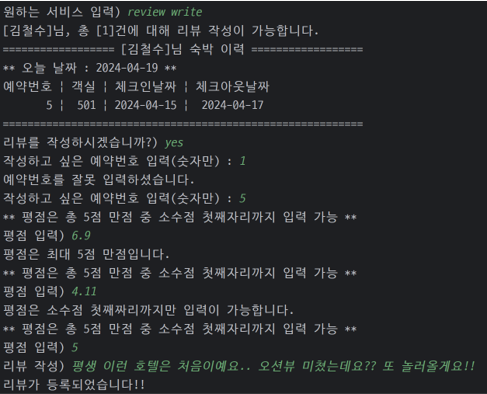 원하는 서비스 입력) review write
[김철수]님, 총 [1]건에 대해 리뷰 작성이 가능합니다.
================== [김철수]님 숙박 이력 ==================
** 오늘 날짜 : 2024-04-19 **
예약번호 ¦ 객실 ¦ 체크인날짜 ¦ 체크아웃날짜
5 ¦ 501 ¦ 2024-04-15 ¦ 2024-04-17
==========================================================
리뷰를 작성하시겠습니까?) yes
작성하고 싶은 예약번호 입력(숫자만) : 1
예약번호를 잘못 입력하셨습니다.
작성하고 싶은 예약번호 입력(숫자만) : 5
** 평점은 총 5점 만점 중 소수점 첫째자리까지 입력 가능 **
평점 입력) 6.9
평점은 최대 5점 만점입니다.
** 평점은 총 5점 만점 중 소수점 첫째자리까지 입력 가능 **
평점 입력) 4.11
평점은 소수점 첫째자리까지만 입력이 가능합니다.
** 평점은 총 5점 만점 중 소수점 첫째자리까지 입력 가능 **
평점 입력) 5
리뷰 작성) 평생 이런 호텔은 처음이예요.. 오션뷰 미쳤는데요?? 또 놀러올게요!!
리뷰가 등록되었습니다!!